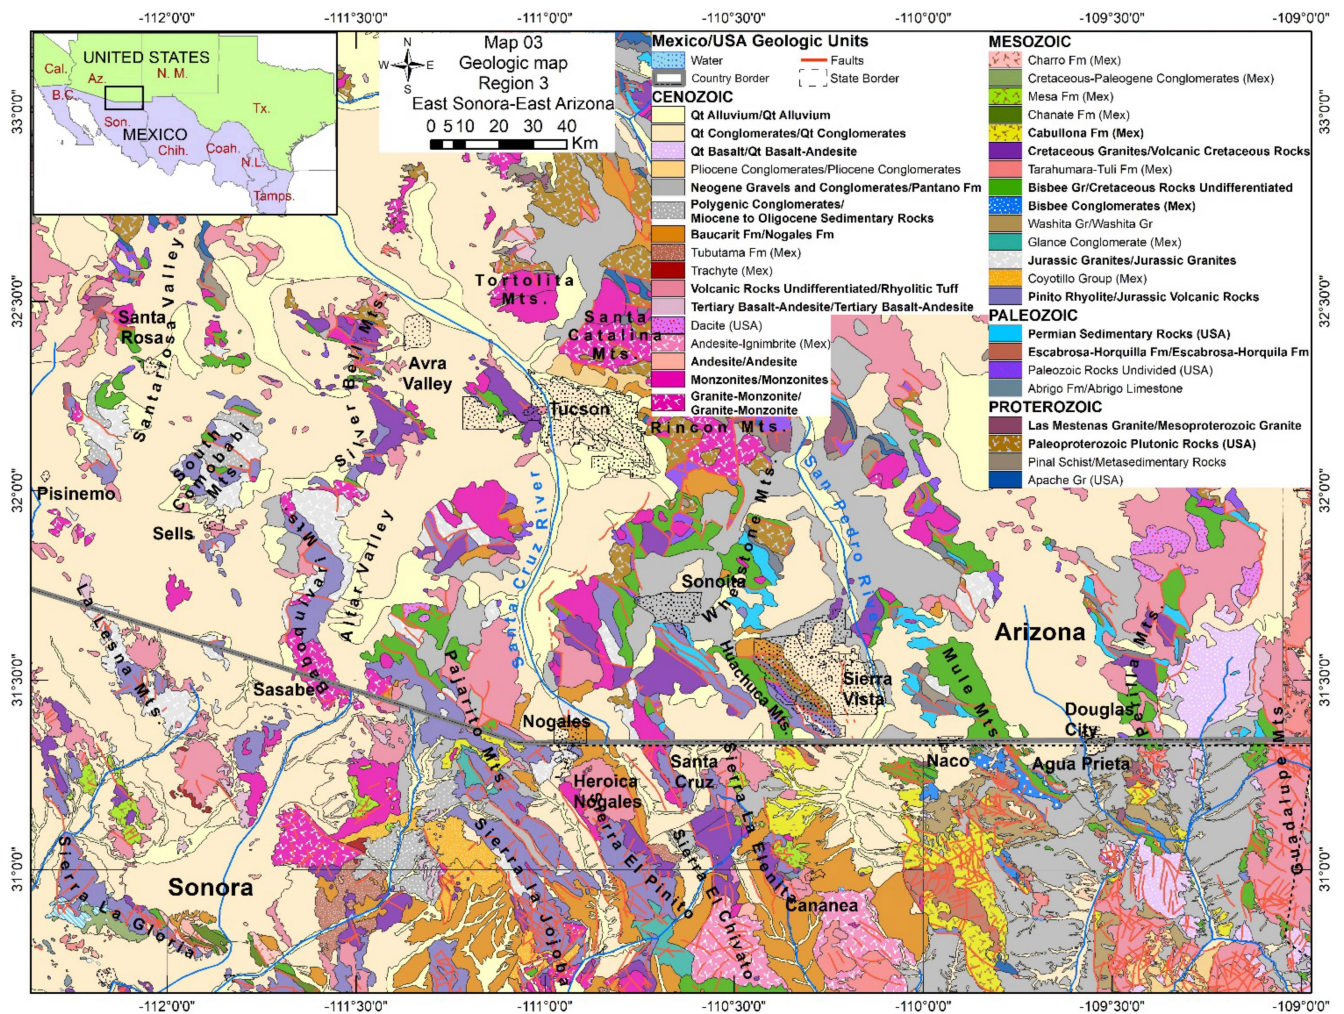 -112°0'0"
-111°30'0"
-111°0'0"
-110°30'0"
-110°0'0"
-109°30'0"
-109°0'0"
UNITED STATES
Cal.
Az.
N. M.
B.C.
Tx.
Son.
MEXICO
Chih.
Coah.
N.L.
Tamps.
N
W
E
S
Map 03
Geologic map
Region 3
East Sonora-East Arizona
0 5 10 20 30 40
Km
Mexico/USA Geologic Units
Water
Faults
Country Border
State Border
CENOZOIC
Qt Alluvium/Qt Alluvium
Qt Conglomerates/Qt Conglomerates
Qt Basalt/Qt Basalt-Andesite
Pliocene Conglomerates/Pliocene Conglomerates
Neogene Gravels and Conglomerates/Pantano Fm
Polygenic Conglomerates/
Miocene to Oligocene Sedimentary Rocks
Baucarit Fm/Nogales Fm
Tubutama Fm (Mex)
Trachyte (Mex)
Volcanic Rocks Undifferentiated/Rhyolitic Tuff
Tertiary Basalt-Andesite/Tertiary Basalt-Andesite
Dacite (USA)
Andesite-Ignimbrite (Mex)
Andesite/Andesite
Monzonites/Monzonites
Granite-Monzonite/
Granite-Monzonite
MESOZOIC
Charro Fm (Mex)
Cretaceous-Paleogene Conglomerates (Mex)
Mesa Fm (Mex)
Chanate Fm (Mex)
Cabullona Fm (Mex)
Cretaceous Granites/Volcanic Cretaceous Rocks
Tarahumara-Tuli Fm (Mex)
Bisbee Gr/Cretaceous Rocks Undifferentiated
Bisbee Conglomerates (Mex)
Washita Gr/Washita Gr
Glance Conglomerate (Mex)
Jurassic Granites/Jurassic Granites
Coyotillo Group (Mex)
Pinito Rhyolite/Jurassic Volcanic Rocks
PALEOZOIC
Permian Sedimentary Rocks (USA)
Escabrosa-Horquilla Fm/Escabrosa-Horquila Fm
Paleozoic Rocks Undivided (USA)
Abrigo Fm/Abrigo Limestone
PROTEROZOIC
Las Mestenas Granite/Mesoproterozoic Granite
Paleoproterozoic Plutonic Rocks (USA)
Pinal Schist/Metasedimentary Rocks
Apache Gr (USA)
33°0'0"
33°0'0"
32°30'0"
32°30'0"
32°0'0"
32°0'0"
31°30'0"
31°30'0"
31°0'0"
31°0'0"
Santa
Rosa
Santa rosa Valley
Silver Bell Mts.
Avra
Valley
Tortolita
Mts.
Santa
Catalina
Mts.
Tucson
Rincon Mts.
South
Comobabi
Mts.
Pisinemo
Sells
Baboquivari Mts
Altar Valley
Santa Cruz River
San Pedro River
Sonoita
Whetstone Mts.
Huachuca Mts.
Sierra
Vista
Mule Mts.
Arizona
Pedrilla Mts.
Douglas
City
La Lesna Mts.
Sasabe
Pajarito Mts.
Nogales
Heroica
Nogales
Santa
Cruz
Naco
Agua Prieta
Guadalupe Mts
Sonora
Sierra La Gloria
Sierra la Jojoba
Sierra El Pinito
Sierra El Chivato
Sierra La Elenita
Cananea
-112°0'0"
-111°30'0"
-111°0'0"
-110°30'0"
-110°0'0"
-109°30'0"
-109°0'0"